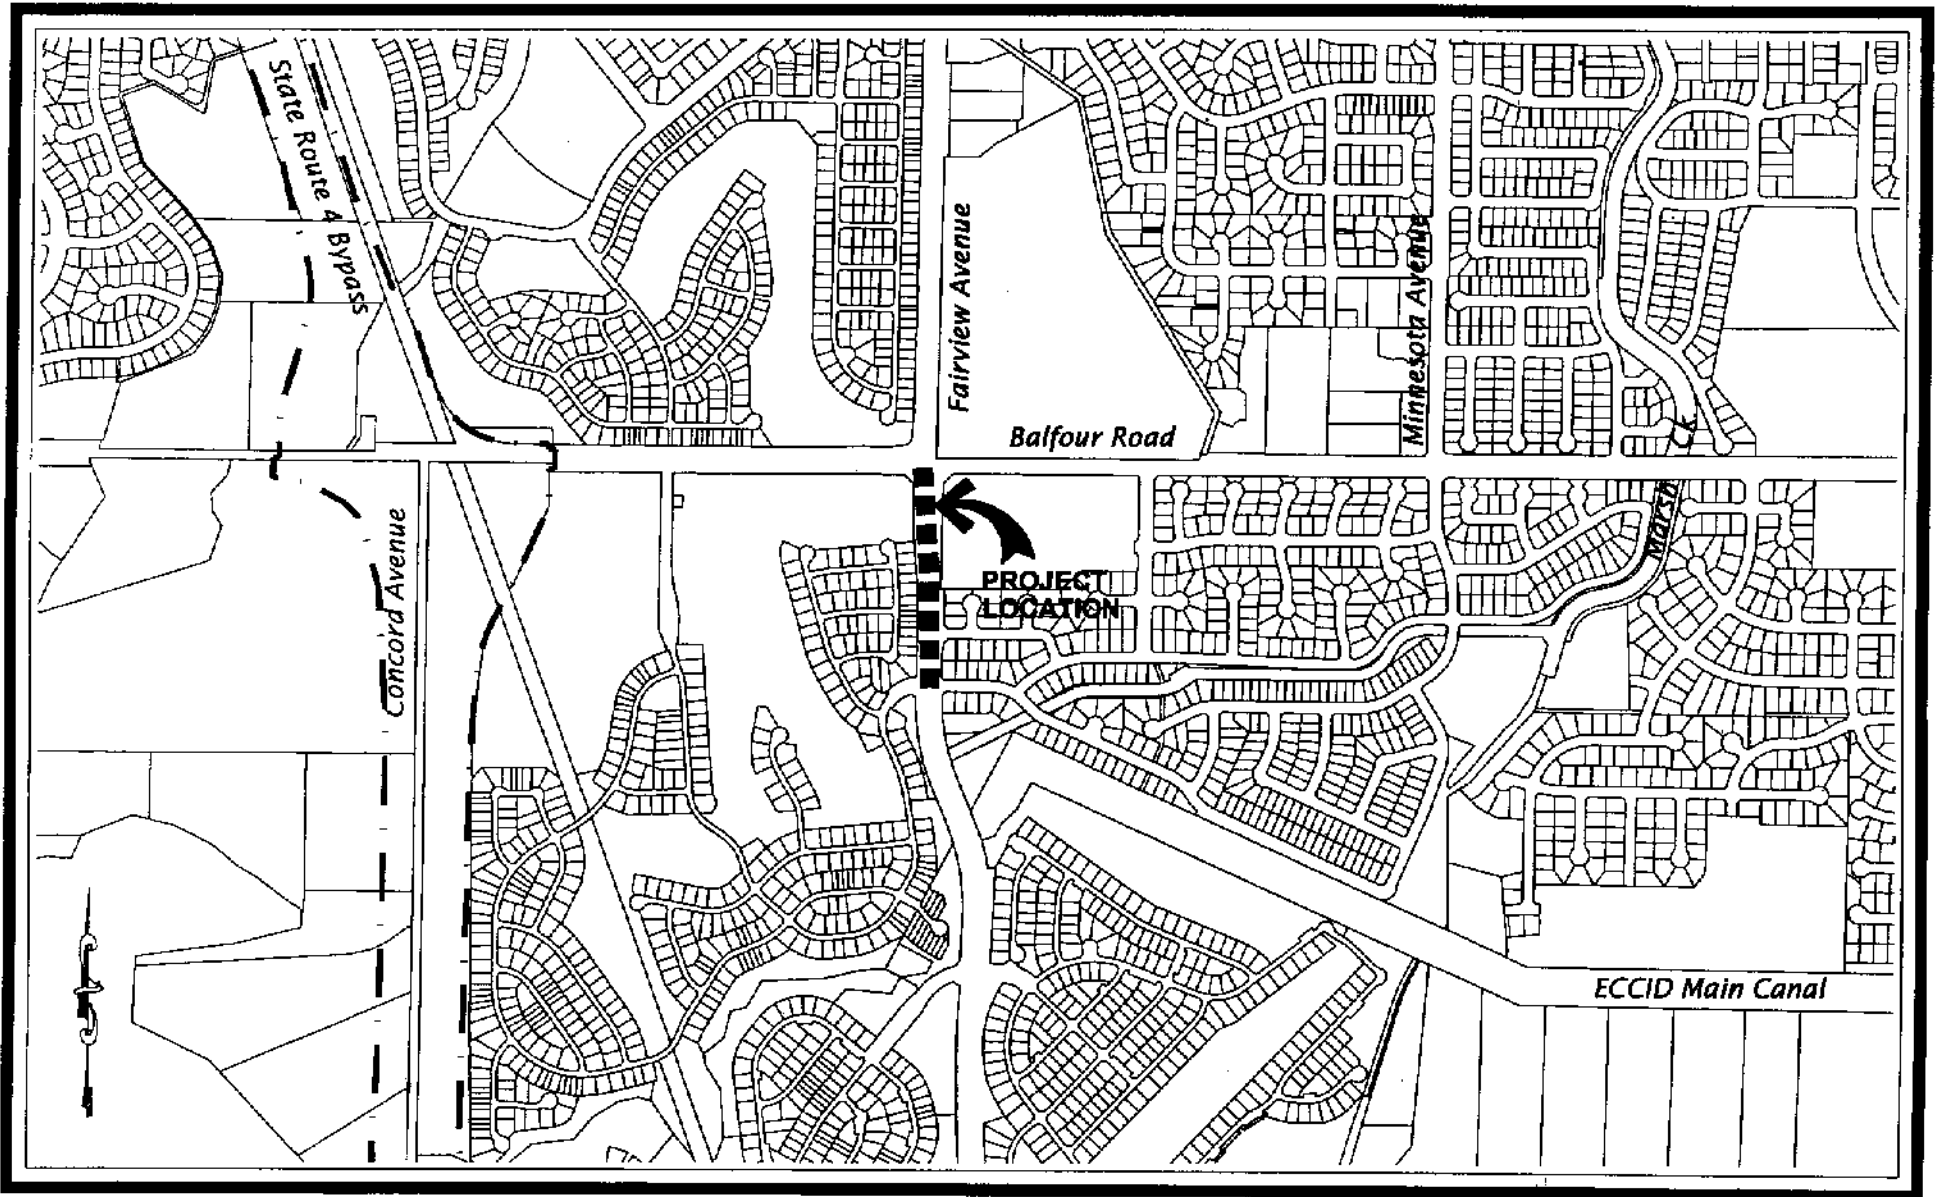 State Route 4 Bypass
Fairview Avenue
Minnesota Avenue
Balfour Road
Ck
Marsh
Concord Avenue
PROJECT
LOCATION
ECCID Main Canal